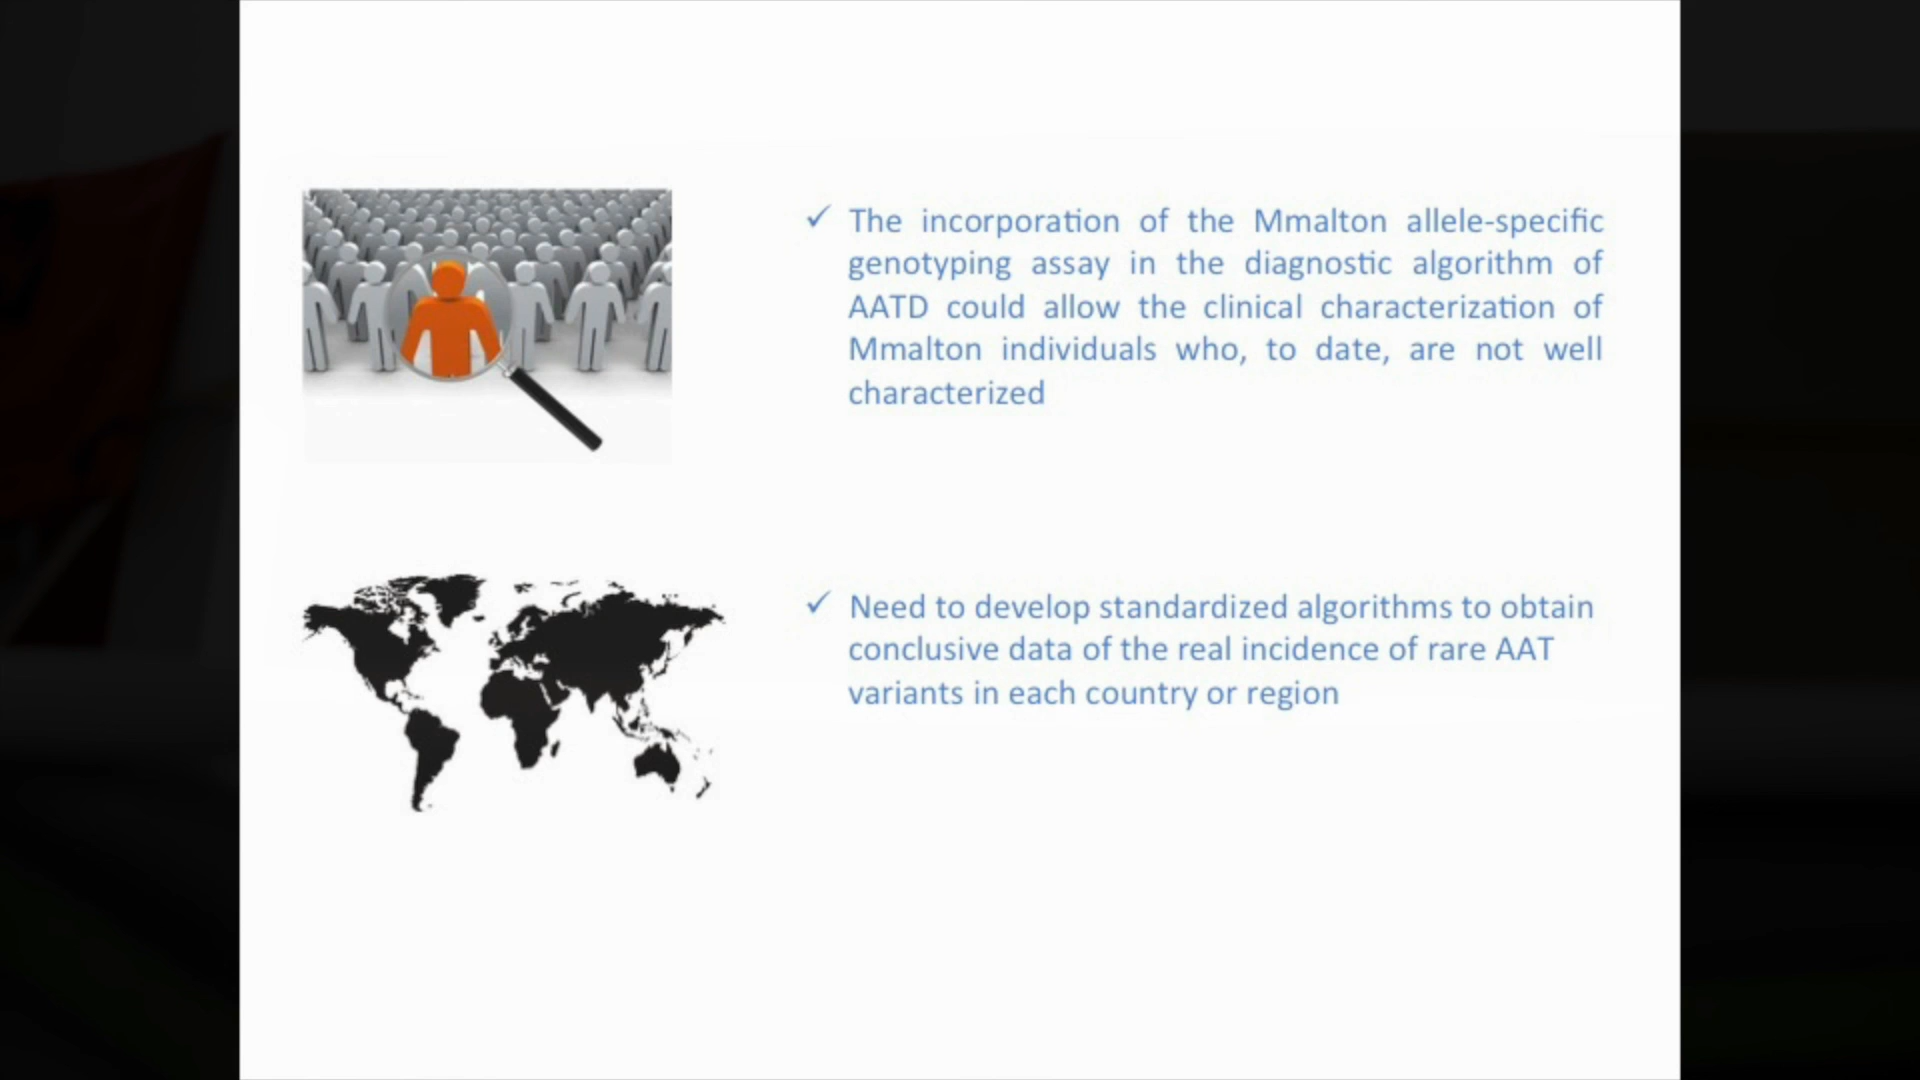 ✓ The incorporation of the Mmalton allele-specific
genotyping assay in the diagnostic algorithm of
AATD could allow the clinical characterization of
Mmalton individuals who, to date, are not well
characterized
✓ Need to develop standardized algorithms to obtain
conclusive data of the real incidence of rare AAT
variants in each country or region